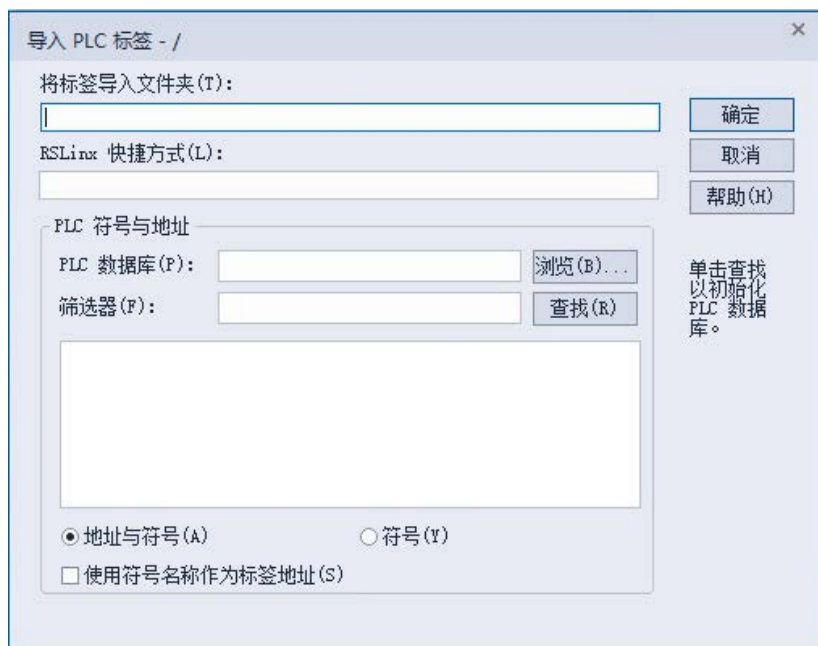 导入 PLC 标签 - /
将标签导入文件夹(T):
确定
RSLinx 快捷方式(L):
取消
帮助(H)
PLC 符号与地址
PLC 数据库(P):
浏览(B)...
筛选器(F):
查找(R)
单击查找
以初始化
PLC 数据
库。
地址与符号(A)
符号(Y)
使用符号名称作为标签地址(S)